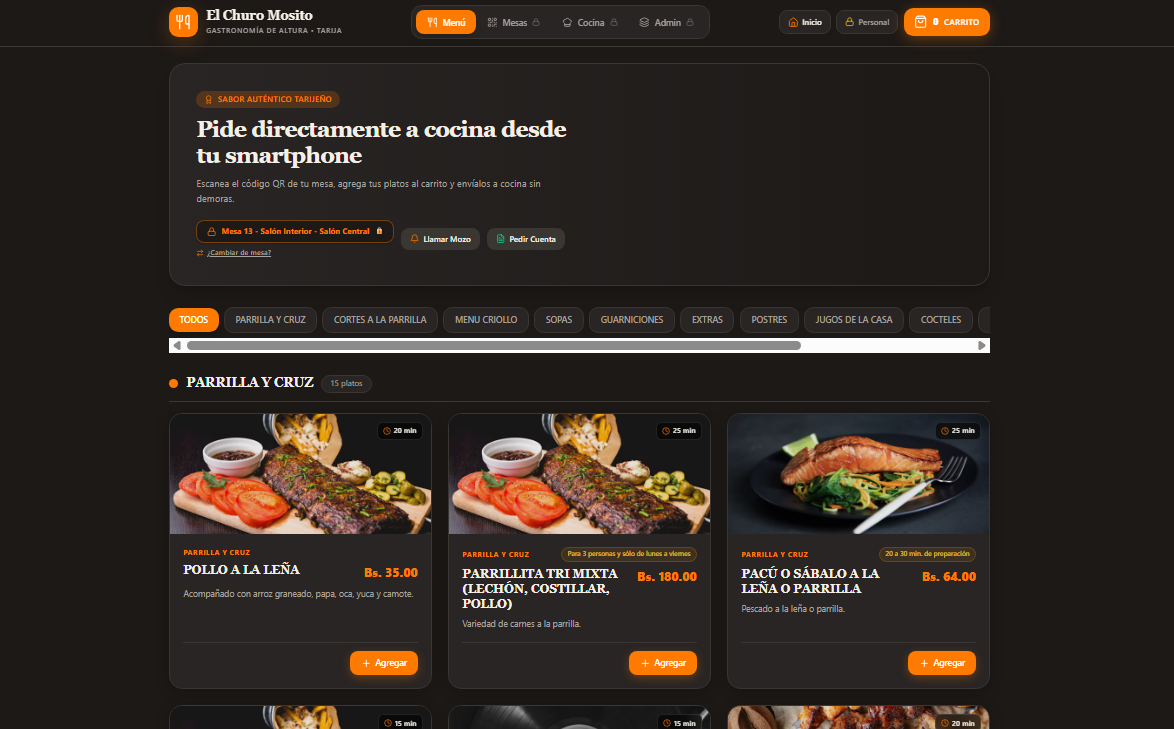 El Churo Mosito
GASTRONOMÍA DE ALTURA • TARIJA
Menú
Mesas
Cocina
Admin
Inicio
Personal
0 CARRITO
SABOR AUTÉNTICO TARIJEÑO
Pide directamente a cocina desde
tu smartphone
Escanea el código QR de tu mesa, agrega tus platos al carrito y envíalos a cocina sin
demoras.
Mesa 13 - Salón Interior - Salón Central
Llamar Mozo
Pedir Cuenta
¿Cambiar de mesa?
TODOS
PARRILLA Y CRUZ
CORTES A LA PARRILLA
MENU CRIOLLO
SOPAS
GUARNICIONES
EXTRAS
POSTRES
JUGOS DE LA CASA
COCTELES
PARRILLA Y CRUZ
15 platos
20 min
PARRILLA Y CRUZ
POLLO A LA LEÑA
Bs. 35.00
Acompañado con arroz graneado, papa, oca, yuca y camote.
+ Agregar
25 min
PARRILLA Y CRUZ
Para 3 personas y sólo de lunes a viernes
PARRILLITA TRI MIXTA
(LECHÓN, COSTILLAR,
POLLO)
Bs. 180.00
Variedad de carnes a la parrilla.
+ Agregar
25 min
PARRILLA Y CRUZ
20 a 30 min. de preparación
PACÚ O SÁBALO A LA
LEÑA O PARRILLA
Bs. 64.00
Pescado a la leña o parrilla.
+ Agregar
15 min
15 min
20 min